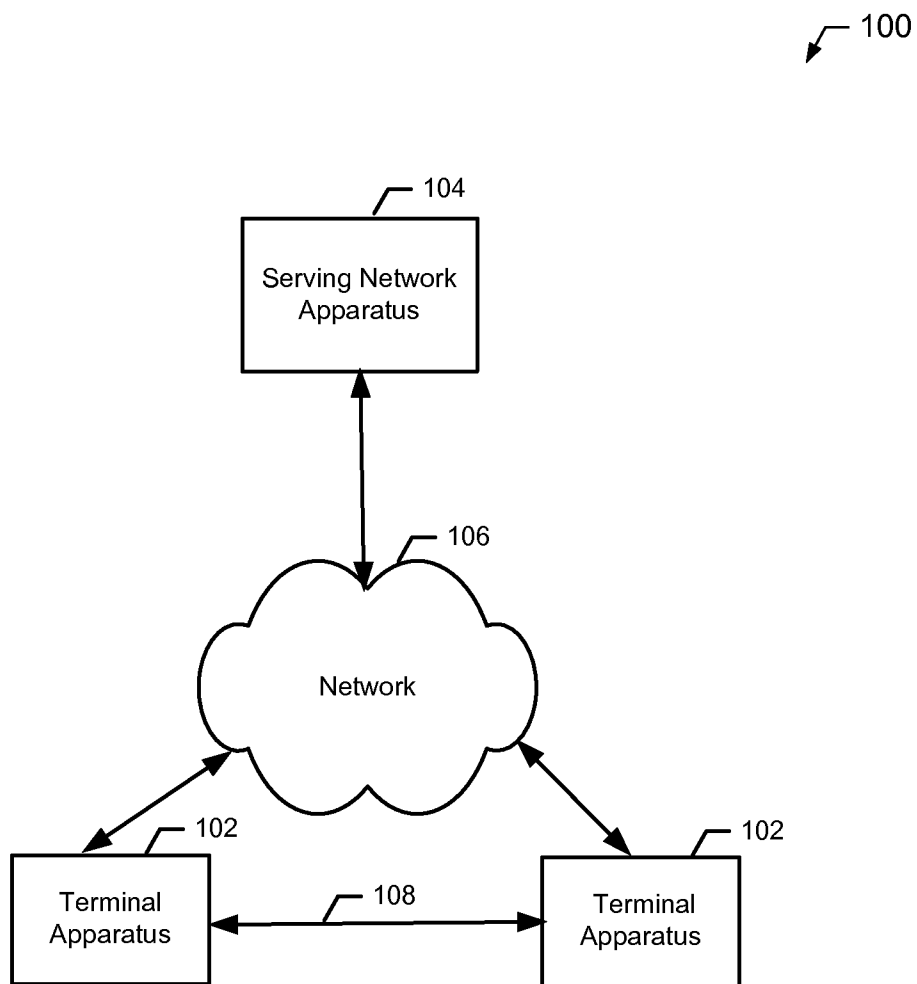 100
104
Serving Network
Apparatus
106
Network
102
102
108
Terminal
Apparatus
Terminal
Apparatus